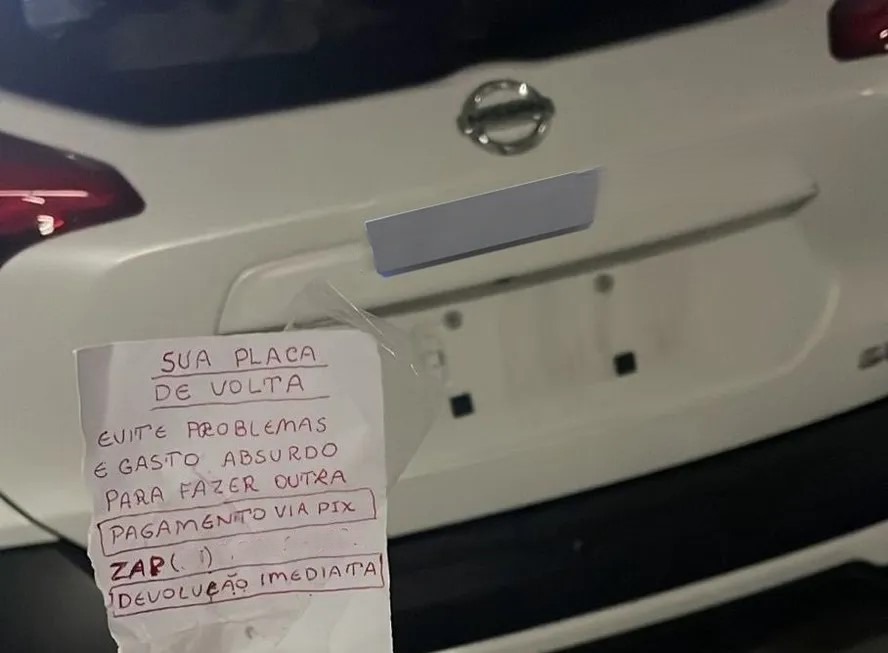 SUA PLACA
DE VOLTA
EVITE PROBLEMAS
E GASTO ABSURDO
PARA FAZER OUTRA
PAGAMENTO VIA PIX
ZAP(
DEVOLUÇÃO IMEDIATA